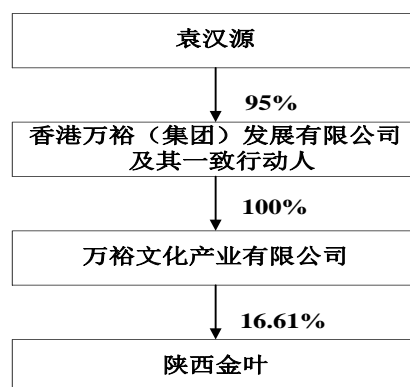 袁汉源
95%
香港万裕（集团）发展有限公司
及其一致行动人
100%
万裕文化产业有限公司
16.61%
陕西金叶